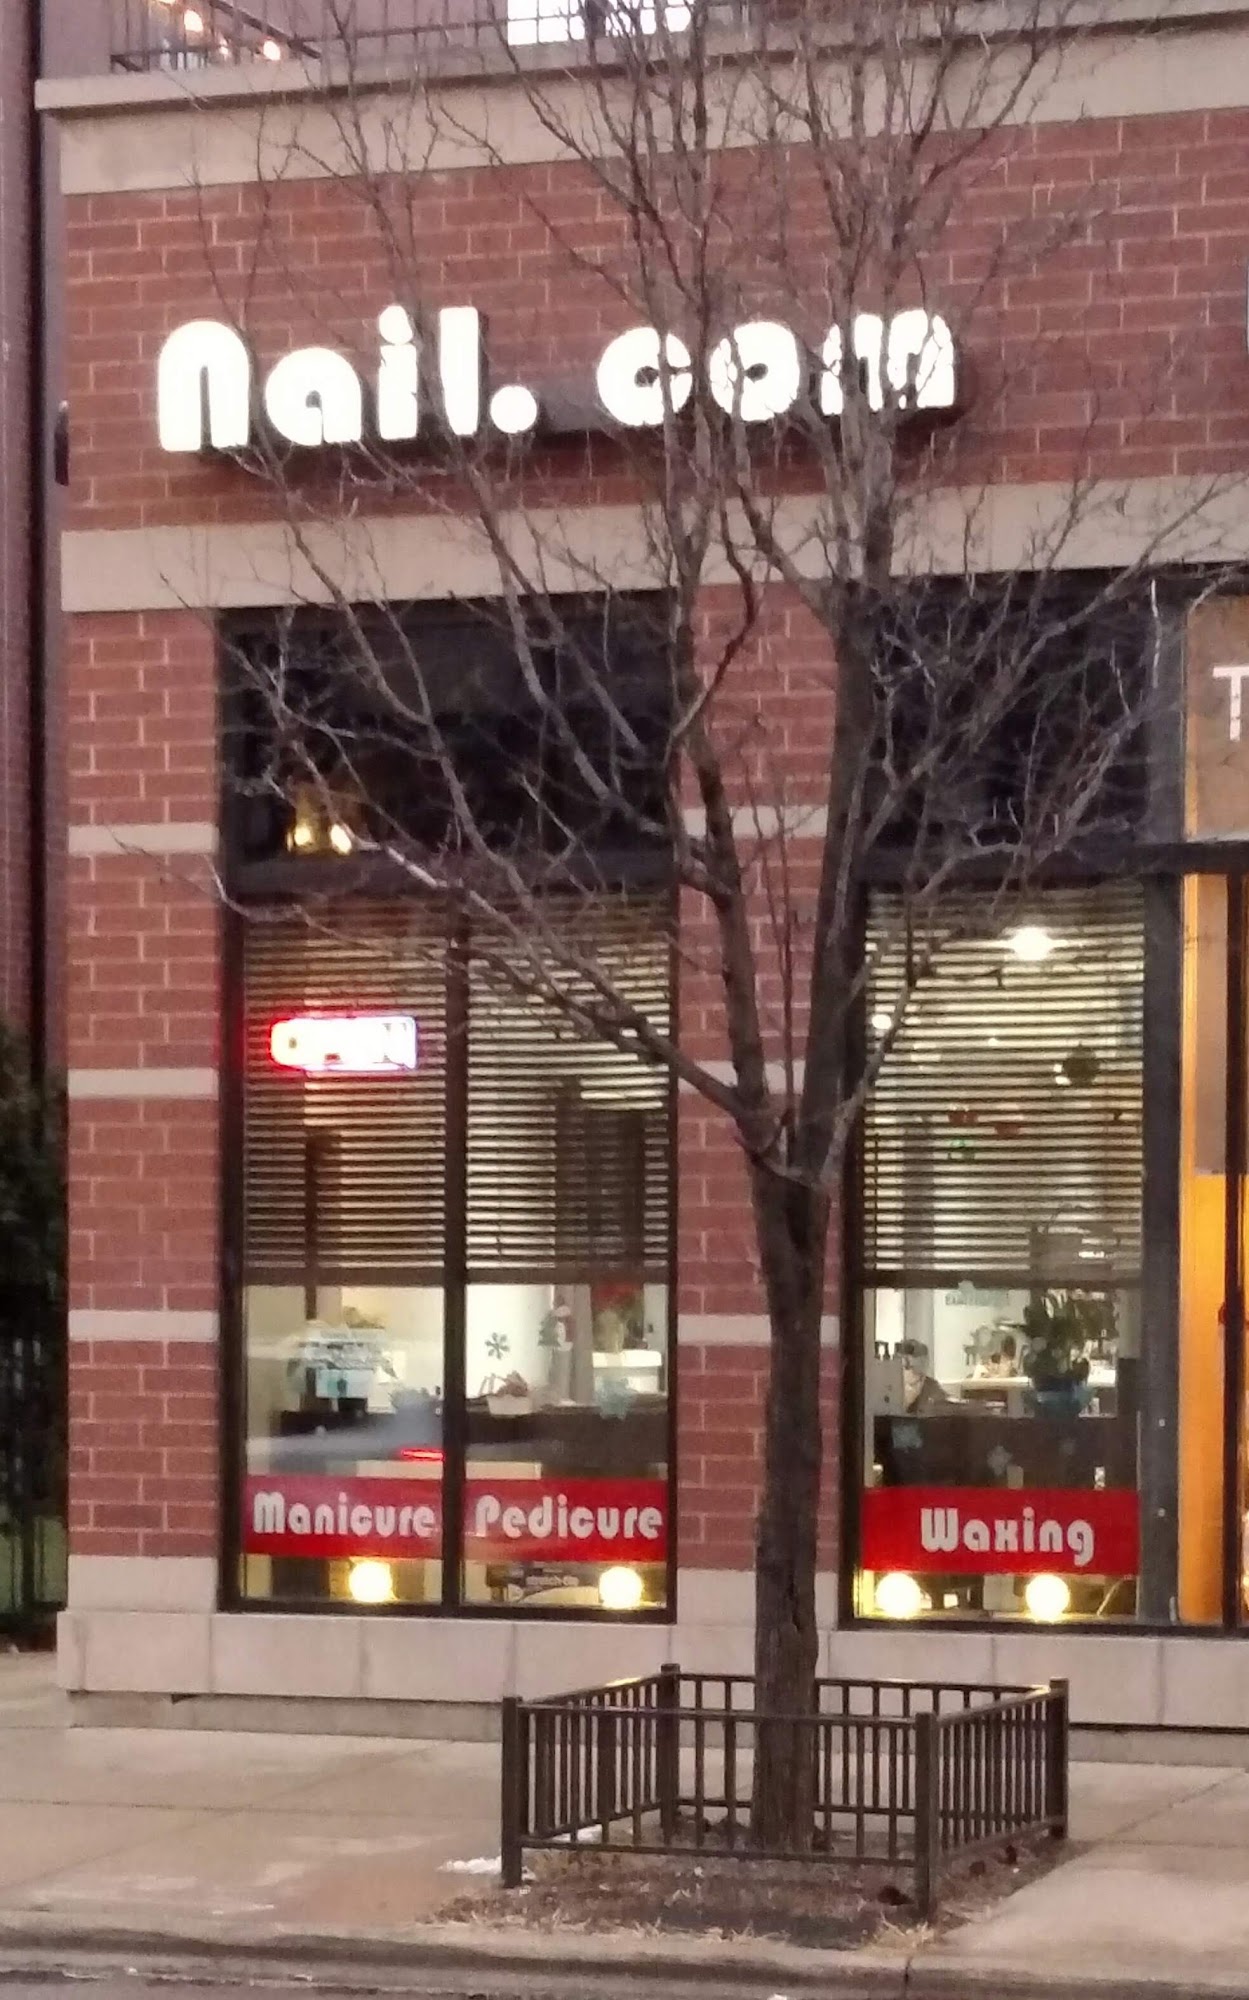 Nail. com
T
OPEN
Manicure Pedicure
Waxing